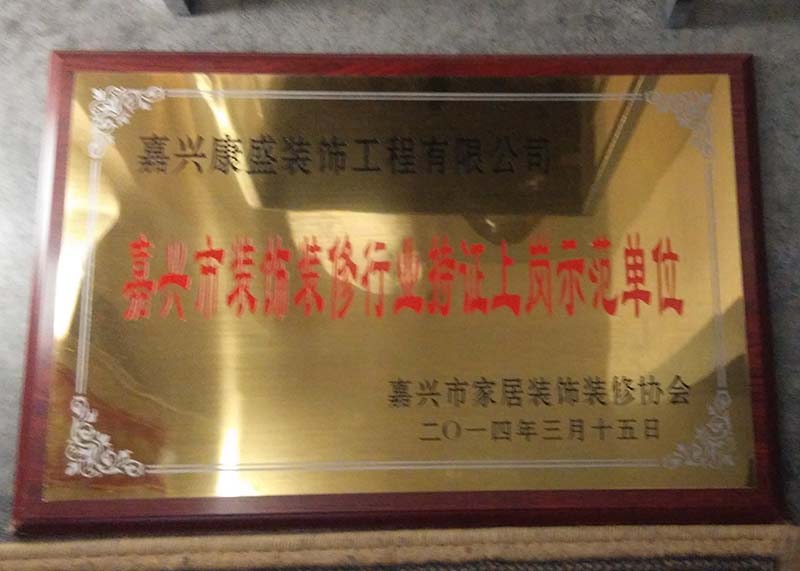 嘉兴康盛装饰工程有限公司
嘉兴市装饰装修行业持证上岗示范单位
嘉兴市家居装饰装修协会
二〇一四年三月十五日